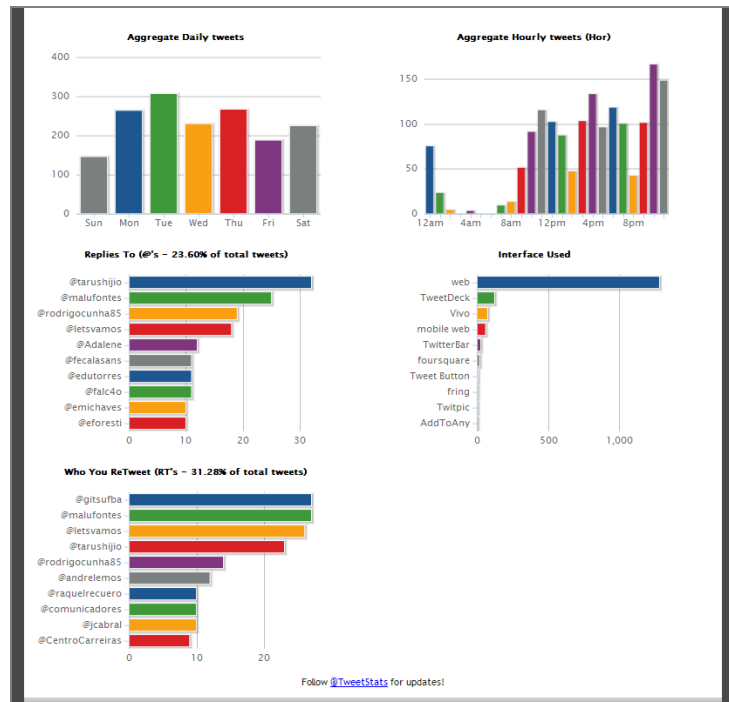 Aggregate Daily tweets
400
300
200
100
0
Sun Mon Tue Wed Thu Fri Sat
Aggregate Hourly tweets (Hor)
150
100
50
0
12am 4am 8am 12pm 4pm 8pm
Replies To (@'s - 23.60% of total tweets)
@tarushijio
@malufontes
@rodrigocunha85
@letsvamos
@Adalene
@fecalasans
@edutorres
@falc4o
@emichaves
@eforesti
0 10 20 30
Interface Used
web
TweetDeck
Vivo
mobile web
TwitterBar
foursquare
Tweet Button
fring
Twitpic
AddToAny
0 500 1,000
Who You ReTweet (RT's - 31.28% of total tweets)
@gitsufba
@malufontes
@letsvamos
@tarushijio
@rodrigocunha85
@andrelemos
@raquelrecuero
@comunicadores
@jcabral
@CentroCarreiras
0 10 20
Follow @TweetStats for updates!